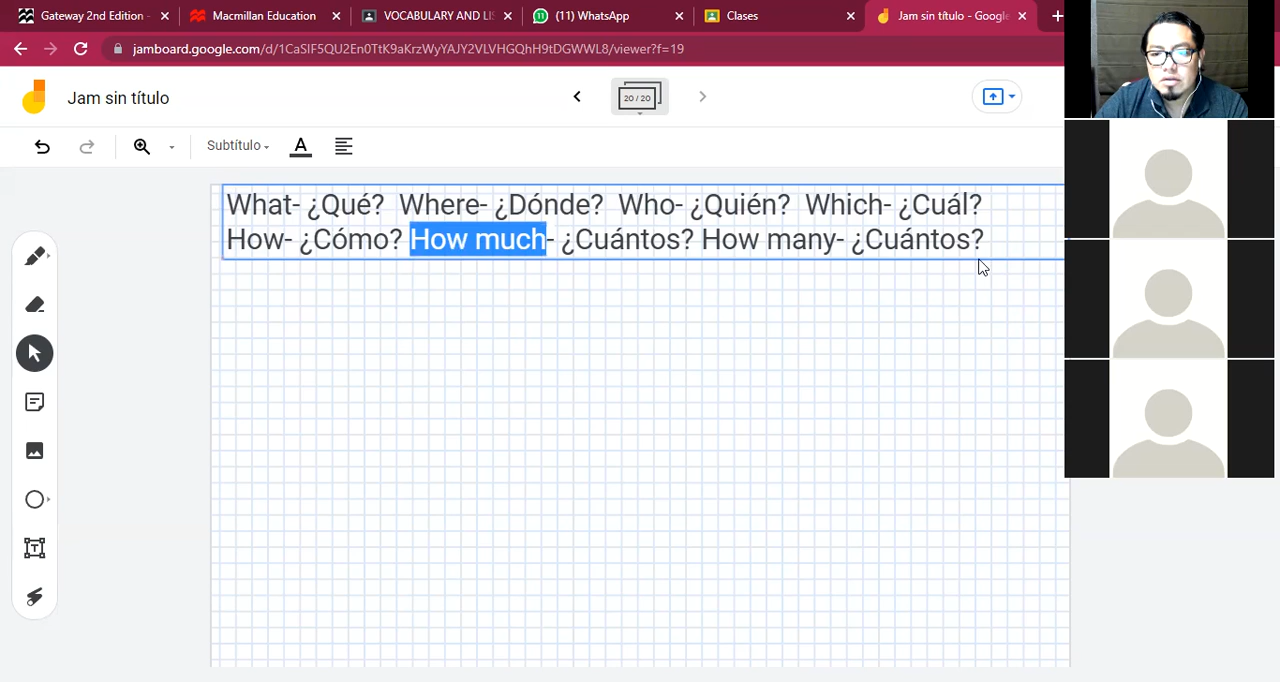 Gateway 2nd Edition -
Macmillan Education
VOCABULARY AND LIS
(11) WhatsApp
Clases
Jam sin título - Google
jamboard.google.com/d/1CaSIF5QU2En0TtK9aKrzWyYAJY2VLVHGQhH9tDGWWL8/viewer?f=19
Jam sin título
20 / 20
Subtítulo
A
What- ¿Qué? Where- ¿Dónde? Who- ¿Quién? Which- ¿Cuál?
How- ¿Cómo? How much- ¿Cuántos? How many- ¿Cuántos?